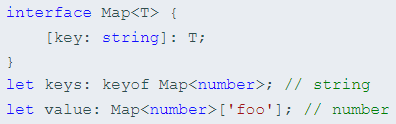 interface Map<T> {
    [key: string]: T;
}
let keys: keyof Map<number>; // string
let value: Map<number>['foo']; // number